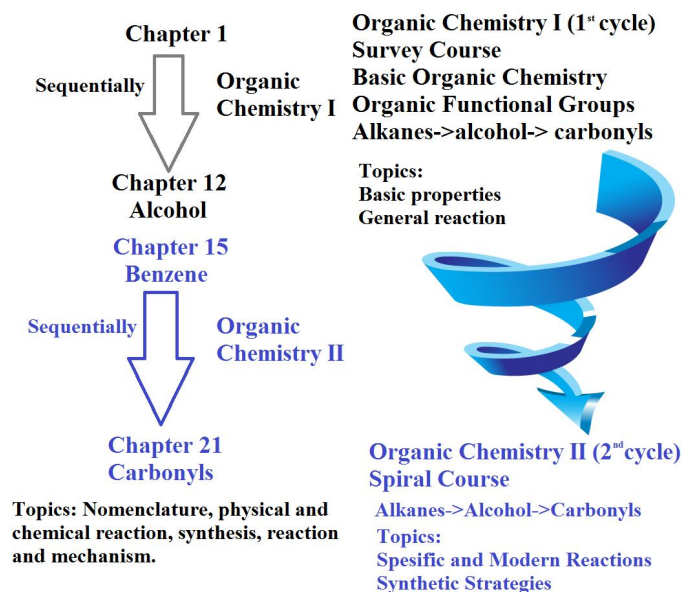 Chapter 1
Sequentially
Organic
Chemistry I
Chapter 12
Alcohol
Chapter 15
Benzene
Sequentially
Organic
Chemistry II
Chapter 21
Carbonyls
Topics: Nomenclature, physical and
chemical reaction, synthesis, reaction
and mechanism.
Organic Chemistry I (1st cycle)
Survey Course
Basic Organic Chemistry
Organic Functional Groups
Alkanes->alcohol-> carbonyls
Topics:
Basic properties
General reaction
Organic Chemistry II (2nd cycle)
Spiral Course
Alkanes->Alcohol->Carbonyls
Topics:
Spesific and Modern Reactions
Synthetic Strategies